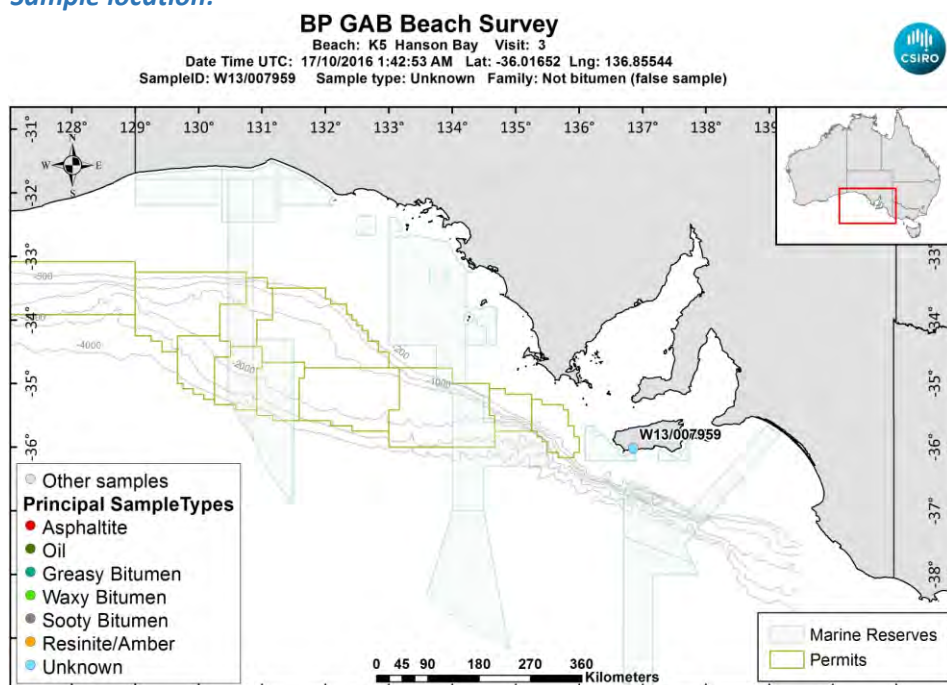 Sample location:
BP GAB Beach Survey
Beach: K5 Hanson Bay Visit: 3
Date Time UTC: 17/10/2016 1:42:53 AM Lat: -36.01652 Lng: 136.85544
SampleID: W13/007959 Sample type: Unknown Family: Not bitumen (false sample)
CSIRO
128° 129° 130° 131° 132° 133° 134° 135° 136° 137° 138° 139
-31°
-32°
-33°
-34°
-35°
-36°
-37°
-38°
N
W E
S
-4000
-2000
-200
-1000
W13/007959
-33°
-34°
-35°
-36°
-37°
-38°
Other samples
Principal SampleTypes
Asphaltite
Oil
Greasy Bitumen
Waxy Bitumen
Sooty Bitumen
Resinite/Amber
Unknown
0 45 90 180 270 360
Kilometers
Marine Reserves
Permits